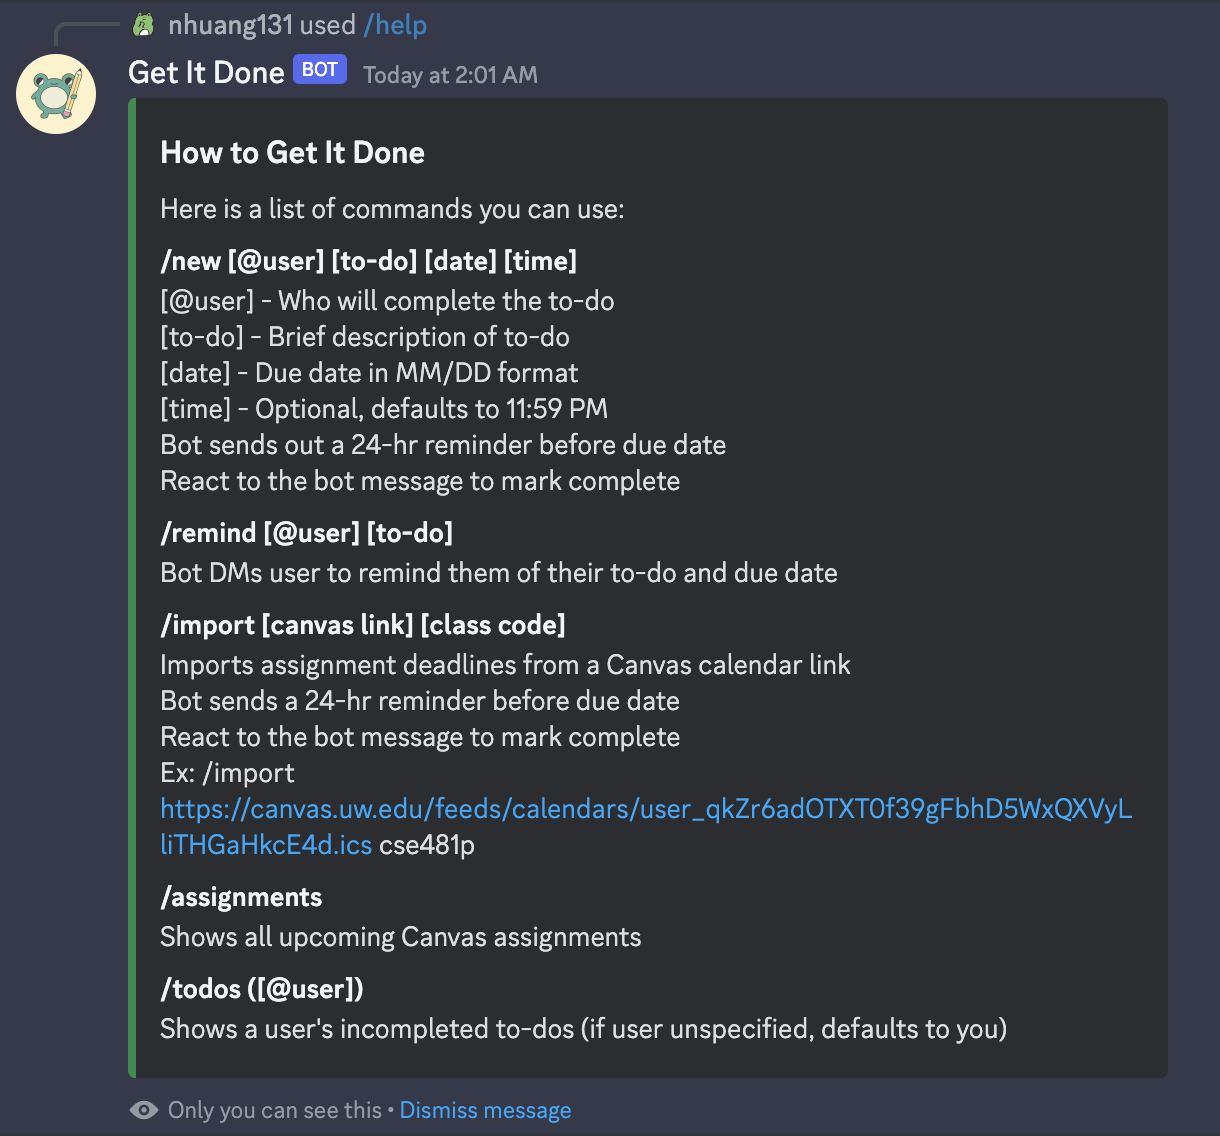 nhuang131 used /help
Get It Done BOT Today at 2:01 AM
How to Get It Done
Here is a list of commands you can use:
/new [@user] [to-do] [date] [time]
[@user] - Who will complete the to-do
[to-do] - Brief description of to-do
[date] - Due date in MM/DD format
[time] - Optional, defaults to 11:59 PM
Bot sends out a 24-hr reminder before due date
React to the bot message to mark complete
/remind [@user] [to-do]
Bot DMs user to remind them of their to-do and due date
/import [canvas link] [class code]
Imports assignment deadlines from a Canvas calendar link
Bot sends a 24-hr reminder before due date
React to the bot message to mark complete
Ex: /import
https://canvas.uw.edu/feeds/calendars/user_qkZr6adOTXT0f39gFbhD5WxQXVyL
liTHGaHkcE4d.ics cse481p
/assignments
Shows all upcoming Canvas assignments
/todos ([@user])
Shows a user's incompleted to-dos (if user unspecified, defaults to you)
Only you can see this • Dismiss message